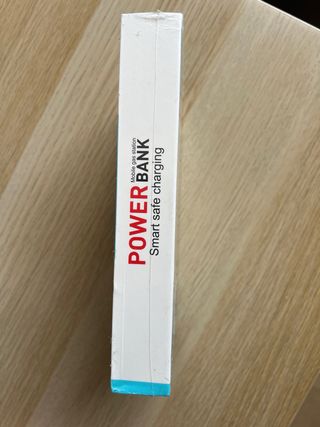 Mobile gas station
POWER BANK
Smart safe charging